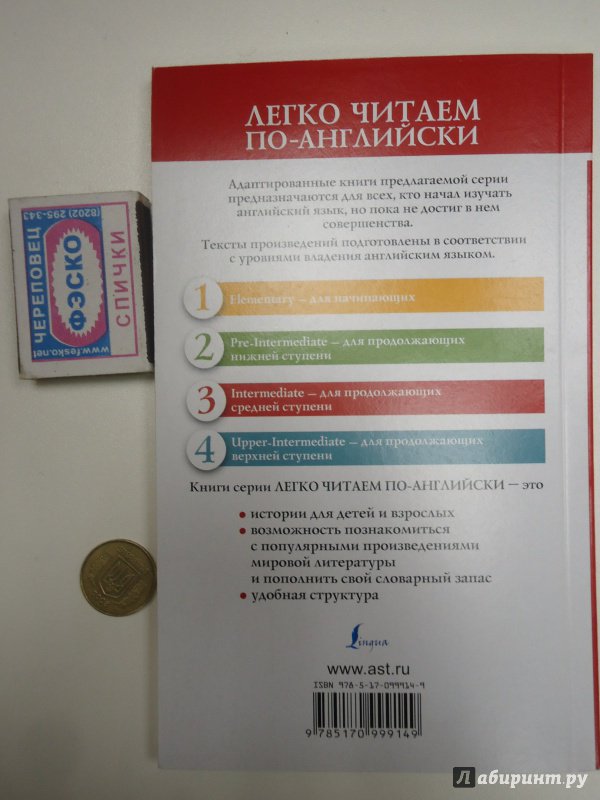 ЛЕГКО ЧИТАЕМ
ПО-АНГЛИЙСКИ
Адаптированные книги предлагаемой серии
предназначаются для всех, кто начал изучать
английский язык, но пока не достиг в нем
совершенства.
Тексты произведений подготовлены в соответствии
с уровнями владения английским языком.
1 Elementary – для начинающих
2 Pre-Intermediate – для продолжающих
нижней ступени
3 Intermediate – для продолжающих
средней ступени
4 Upper-Intermediate – для продолжающих
верхней ступени
Книги серии ЛЕГКО ЧИТАЕМ ПО-АНГЛИЙСКИ – это
• истории для детей и взрослых
• возможность познакомиться
с популярными произведениями
мировой литературы
и пополнить свой словарный запас
• удобная структура
Lingua
www.ast.ru
ISBN 978-5-17-099914-9
9 785170 999149
ЧЕРЕПОВЕЦ
(8202) 295-343
ФЭСКО
СПИЧКИ
www.fesko.net
Лабиринт.ру